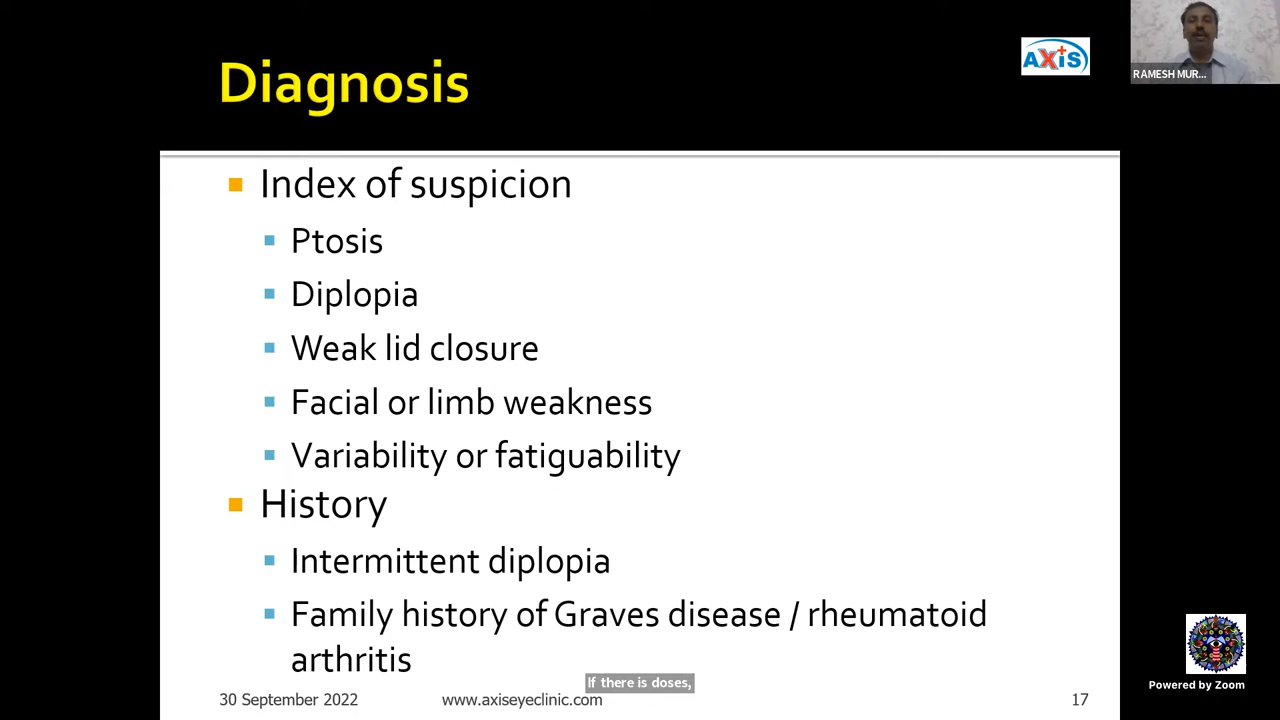 Diagnosis
AXiS
RAMESH MUR...
Index of suspicion
Ptosis
Diplopia
Weak lid closure
Facial or limb weakness
Variability or fatiguability
History
Intermittent diplopia
Family history of Graves disease / rheumatoid
arthritis
If there is doses,
30 September 2022
www.axiseyeclinic.com
17
Powered by Zoom